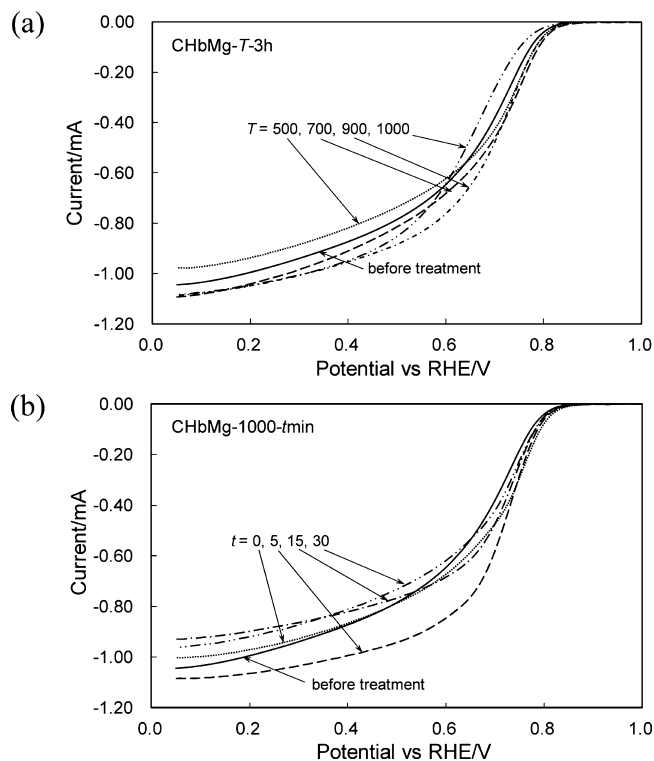 (a)
CHbMg-T-3h
T = 500, 700, 900, 1000
before treatment
Current/mA
0.00
-0.20
-0.40
-0.60
-0.80
-1.00
-1.20
0.0 0.2 0.4 0.6 0.8 1.0
Potential vs RHE/V
(b)
CHbMg-1000-tmin
t = 0, 5, 15, 30
before treatment
Current/mA
0.00
-0.20
-0.40
-0.60
-0.80
-1.00
-1.20
0.0 0.2 0.4 0.6 0.8 1.0
Potential vs RHE/V